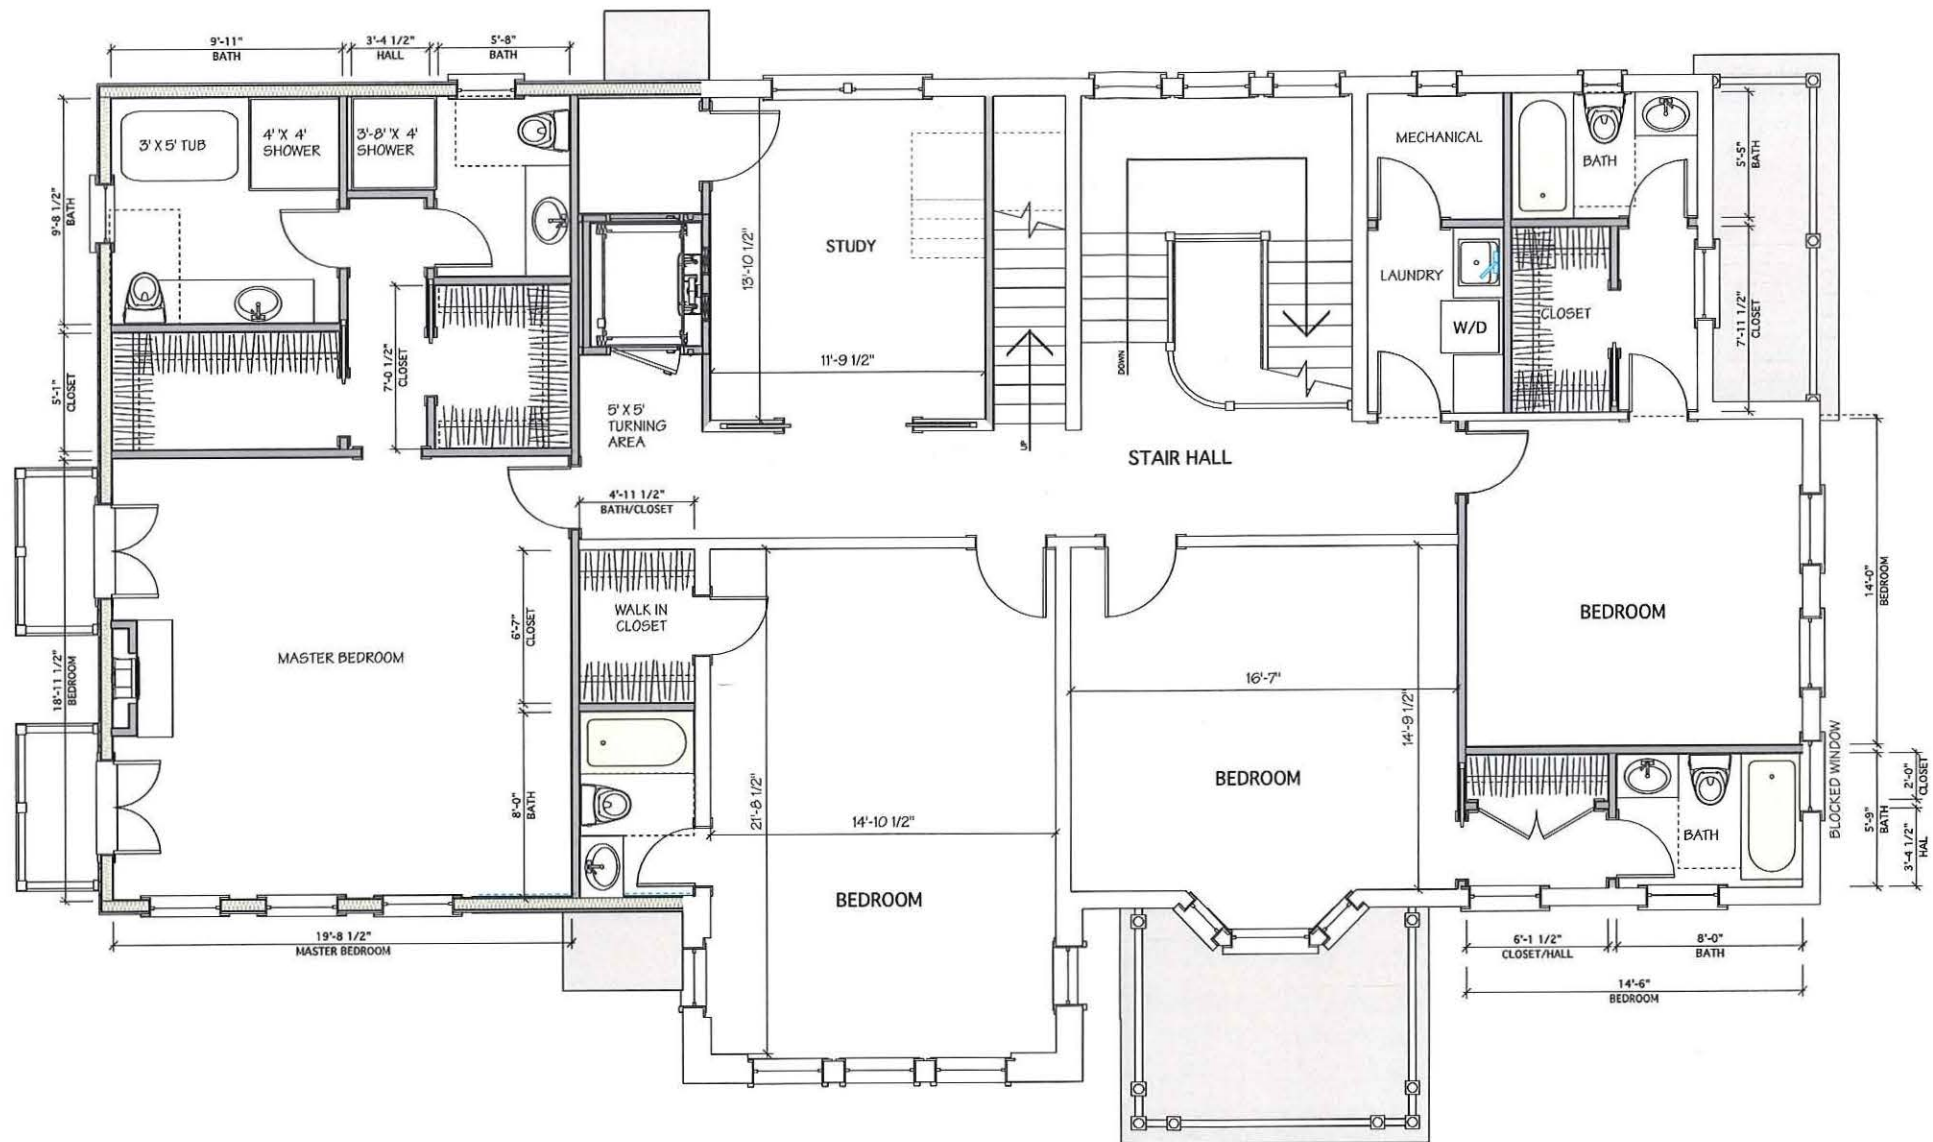 9'-11"
BATH
3'-4 1/2"
HALL
5'-8"
BATH
3' X 5' TUB
4' X 4'
SHOWER
3'-8' X 4'
SHOWER
9'-8 1/2"
BATH
5'-1"
CLOSET
7'-0 1/2"
CLOSET
STUDY
13'-10 1/2"
11'-9 1/2"
5' X 5'
TURNING
AREA
DOWN
UP
STAIR HALL
MECHANICAL
LAUNDRY
W/D
BATH
CLOSET
5'-5"
BATH
7'-11 1/2"
CLOSET
4'-11 1/2"
BATH/CLOSET
WALK IN
CLOSET
6'-7"
CLOSET
8'-0"
BATH
MASTER BEDROOM
18'-11 1/2"
BEDROOM
19'-8 1/2"
MASTER BEDROOM
21'-8 1/2"
14'-10 1/2"
BEDROOM
16'-7"
14'-9 1/2"
BEDROOM
BEDROOM
14'-0"
BEDROOM
BLOCKED WINDOW
BATH
5'-9"
BATH
2'-0"
CLOSET
3'-4 1/2"
HAL
6'-1 1/2"
CLOSET/HALL
8'-0"
BATH
14'-6"
BEDROOM